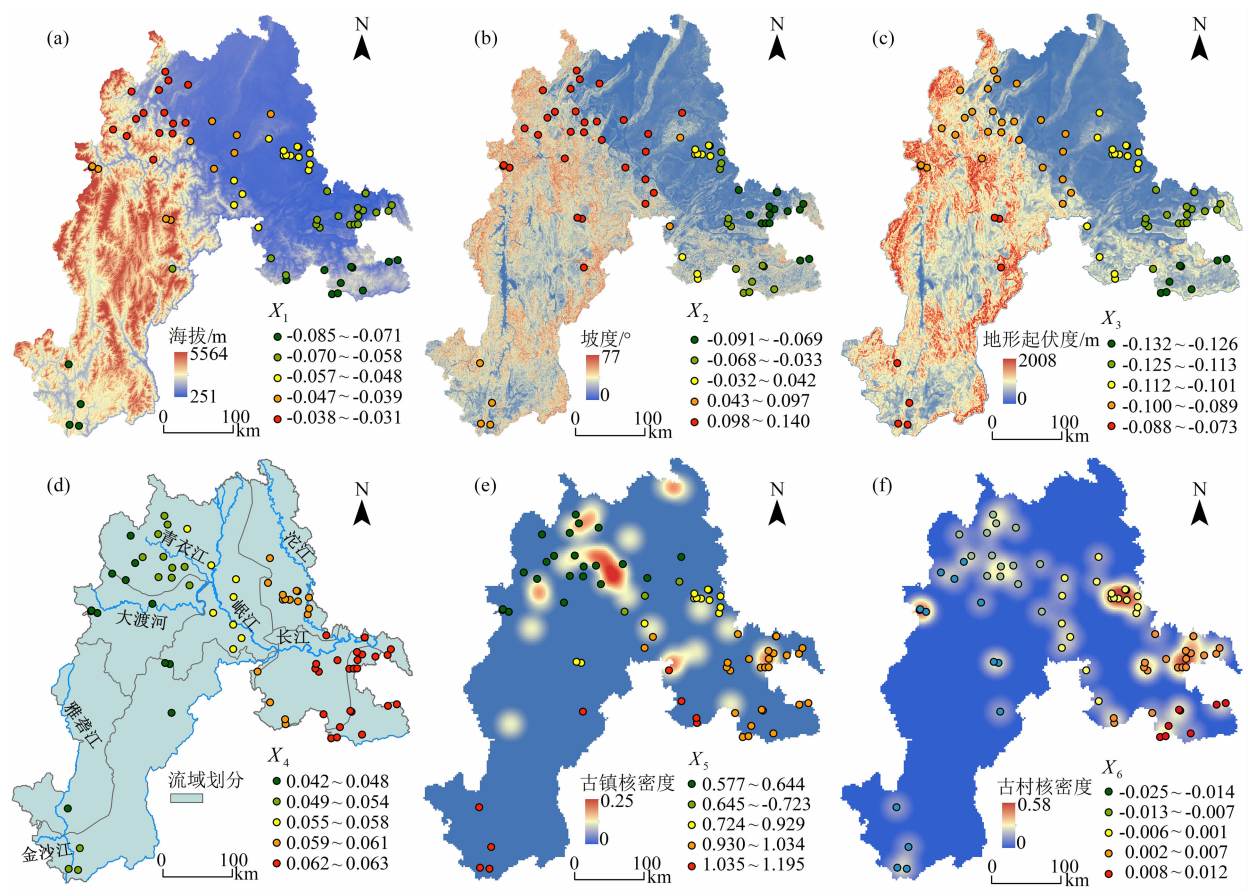 (a)
N
海拔/m
5564
251
X1
-0.085～-0.071
-0.070～-0.058
-0.057～-0.048
-0.047～-0.039
-0.038～-0.031
0 100
km
(b)
N
坡度/°
77
0
X2
-0.091～-0.069
-0.068～-0.033
-0.032～0.042
0.043～0.097
0.098～0.140
0 100
km
(c)
N
地形起伏度/m
2008
0
X3
-0.132～-0.126
-0.125～-0.113
-0.112～-0.101
-0.100～-0.089
-0.088～-0.073
0 100
km
(d)
N
青衣江
沱江
大渡河
岷江
长江
雅砻江
金沙江
流域划分
X4
0.042～0.048
0.049～0.054
0.055～0.058
0.059～0.061
0.062～0.063
0 100
km
(e)
N
古镇核密度
0.25
0
X5
0.577～0.644
0.645～-0.723
0.724～0.929
0.930～1.034
1.035～1.195
0 100
km
(f)
N
古村核密度
0.58
0
X6
-0.025～-0.014
-0.013～-0.007
-0.006～0.001
0.002～0.007
0.008～0.012
0 100
km